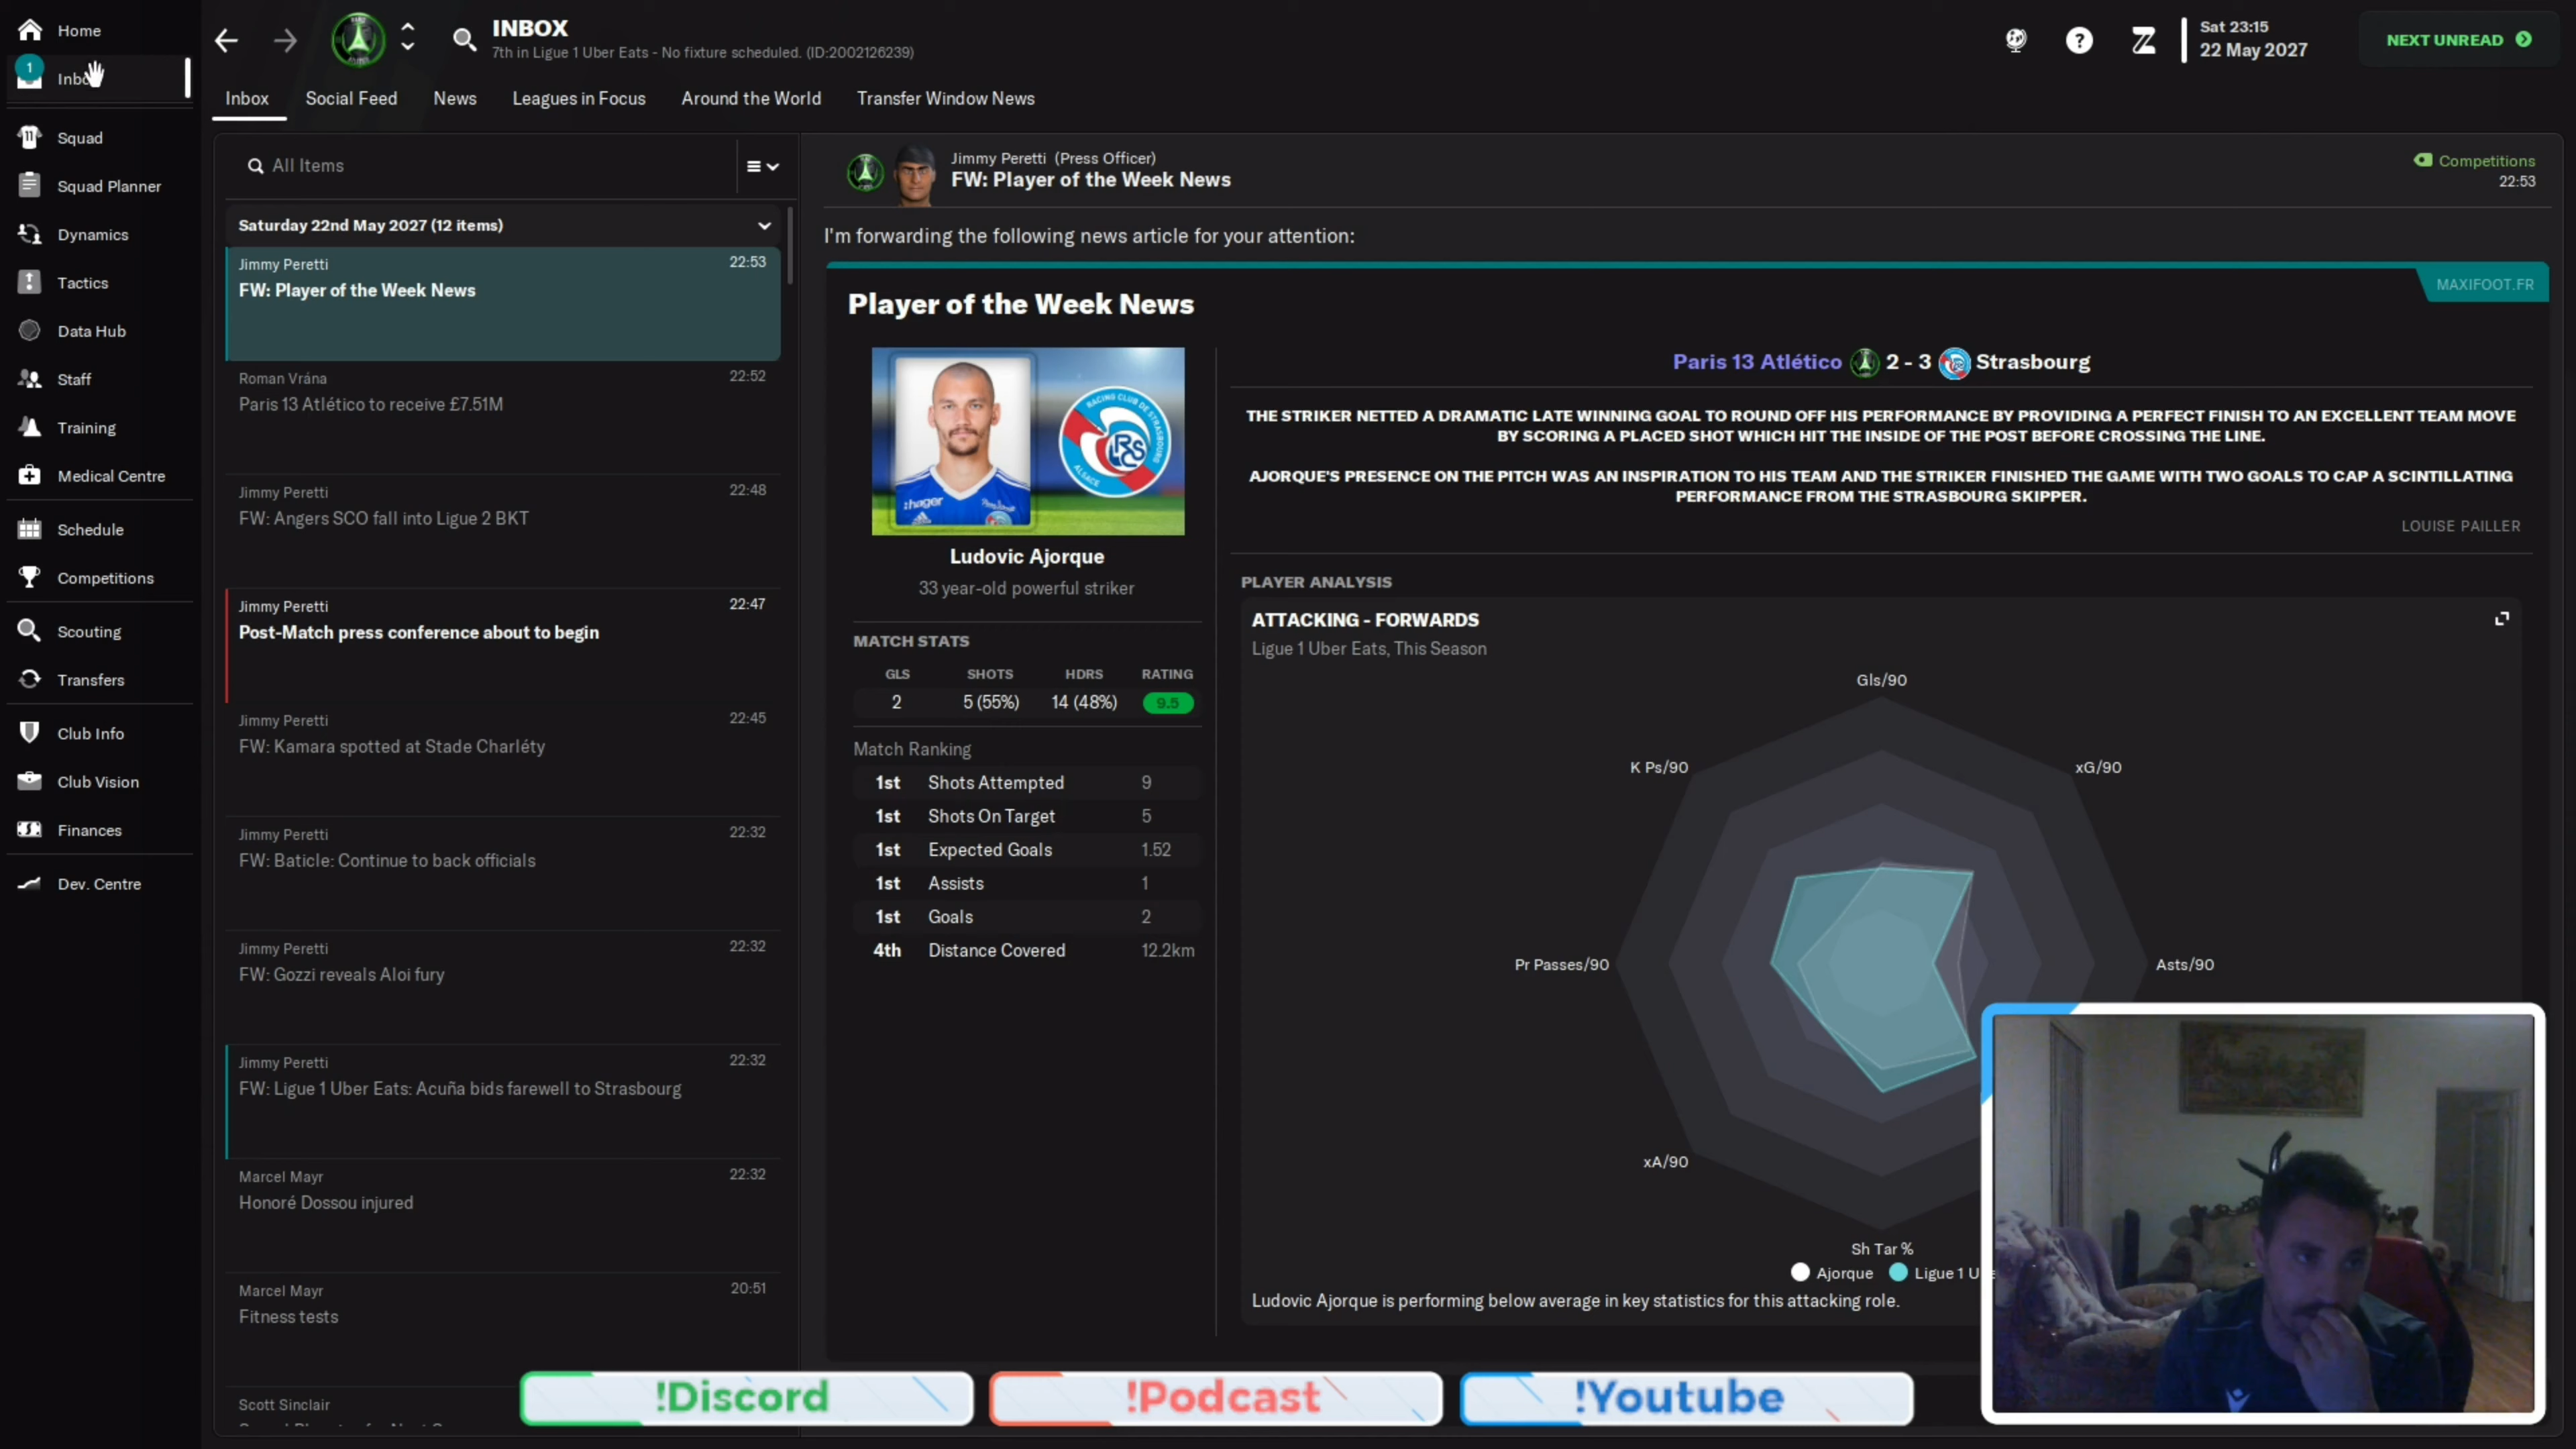 Home
1
Inbo
Squad
Squad Planner
Dynamics
Tactics
Data Hub
Staff
Training
Medical Centre
Schedule
Competitions
Scouting
Transfers
Club Info
Club Vision
Finances
Dev. Centre
INBOX
7th in Ligue 1 Uber Eats - No fixture scheduled. (ID:2002126239)
Sat 23:15
22 May 2027
NEXT UNREAD
Inbox
Social Feed
News
Leagues in Focus
Around the World
Transfer Window News
All Items
Saturday 22nd May 2027 (12 items)
Jimmy Peretti 22:53
FW: Player of the Week News
Roman Vrána 22:52
Paris 13 Atlético to receive £7.51M
Jimmy Peretti 22:48
FW: Angers SCO fall into Ligue 2 BKT
Jimmy Peretti 22:47
Post-Match press conference about to begin
Jimmy Peretti 22:45
FW: Kamara spotted at Stade Charléty
Jimmy Peretti 22:32
FW: Baticle: Continue to back officials
Jimmy Peretti 22:32
FW: Gozzi reveals Aloi fury
Jimmy Peretti 22:32
FW: Ligue 1 Uber Eats: Acuña bids farewell to Strasbourg
Marcel Mayr 22:32
Honoré Dossou injured
Marcel Mayr 20:51
Fitness tests
Scott Sinclair
Jimmy Peretti (Press Officer)
FW: Player of the Week News
Competitions
22:53
I'm forwarding the following news article for your attention:
MAXIFOOT.FR
Player of the Week News
RACING CLUB DE STRASBOURG
RCS
ALSACE
hager
adidas
Ludovic Ajorque
33 year-old powerful striker
MATCH STATS
GLS SHOTS HDRS RATING
2 5 (55%) 14 (48%) 9.5
Match Ranking
1st Shots Attempted 9
1st Shots On Target 5
1st Expected Goals 1.52
1st Assists 1
1st Goals 2
4th Distance Covered 12.2km
Paris 13 Atlético 2 - 3 Strasbourg
THE STRIKER NETTED A DRAMATIC LATE WINNING GOAL TO ROUND OFF HIS PERFORMANCE BY PROVIDING A PERFECT FINISH TO AN EXCELLENT TEAM MOVE
BY SCORING A PLACED SHOT WHICH HIT THE INSIDE OF THE POST BEFORE CROSSING THE LINE.
AJORQUE'S PRESENCE ON THE PITCH WAS AN INSPIRATION TO HIS TEAM AND THE STRIKER FINISHED THE GAME WITH TWO GOALS TO CAP A SCINTILLATING
PERFORMANCE FROM THE STRASBOURG SKIPPER.
LOUISE PAILLER
PLAYER ANALYSIS
ATTACKING - FORWARDS
Ligue 1 Uber Eats, This Season
Gls/90
K Ps/90
xG/90
Pr Passes/90
Asts/90
xA/90
Sh Tar %
Ajorque Ligue 1 U
Ludovic Ajorque is performing below average in key statistics for this attacking role.
!Discord
!Podcast
!Youtube